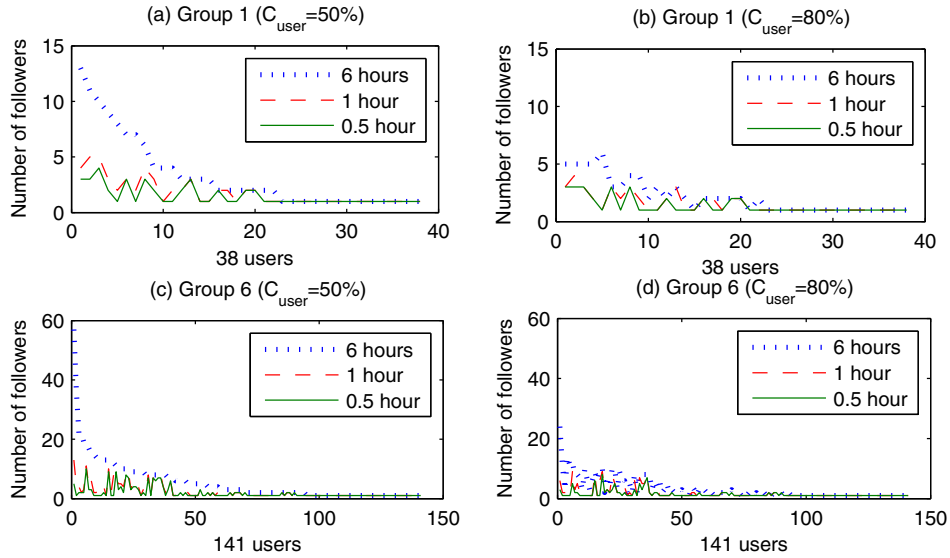 (a) Group 1 (C_user=50%)
Number of followers
15
10
5
0
0
10
20
30
40
38 users
6 hours
1 hour
0.5 hour
(b) Group 1 (C_user=80%)
Number of followers
15
10
5
0
0
10
20
30
40
38 users
6 hours
1 hour
0.5 hour
(c) Group 6 (C_user=50%)
Number of followers
60
40
20
0
0
50
100
150
141 users
6 hours
1 hour
0.5 hour
(d) Group 6 (C_user=80%)
Number of followers
60
40
20
0
0
50
100
150
141 users
6 hours
1 hour
0.5 hour